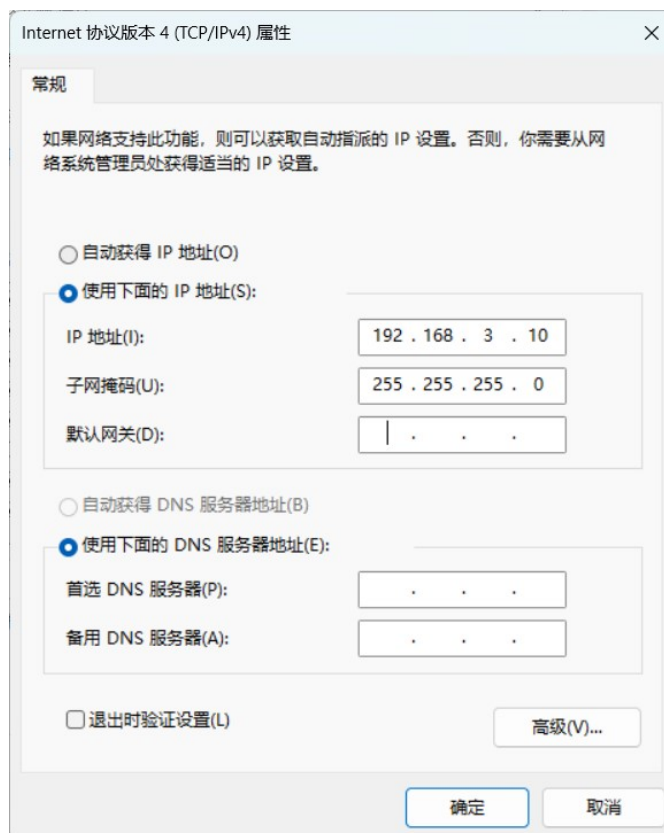 Internet 协议版本 4 (TCP/IPv4) 属性
常规
如果网络支持此功能，则可以获取自动指派的 IP 设置。否则，你需要从网
络系统管理员处获得适当的 IP 设置。
自动获得 IP 地址(O)
使用下面的 IP 地址(S):
IP 地址(I): 192 . 168 . 3 . 10
子网掩码(U): 255 . 255 . 255 . 0
默认网关(D): . . .
自动获得 DNS 服务器地址(B)
使用下面的 DNS 服务器地址(E):
首选 DNS 服务器(P): . . .
备用 DNS 服务器(A): . . .
退出时验证设置(L)
高级(V)...
确定 取消